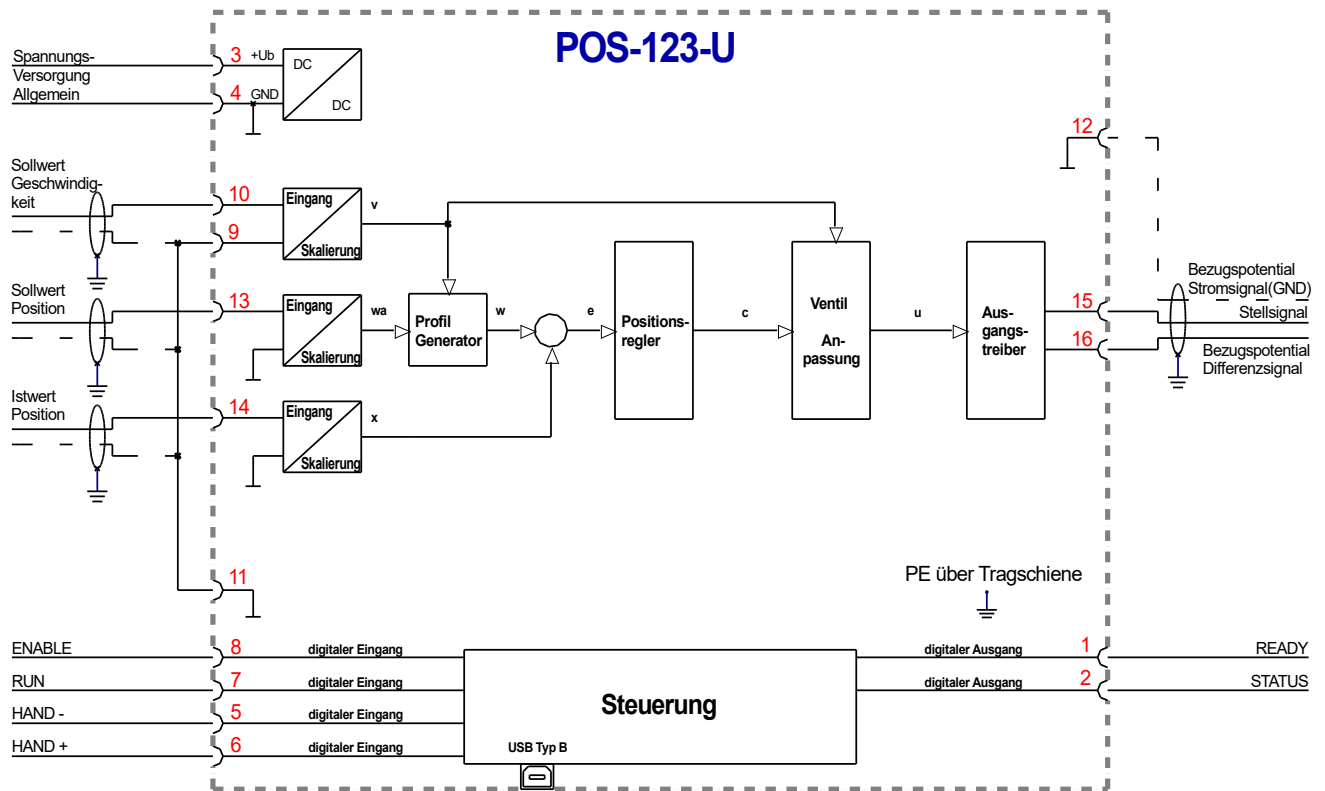 POS-123-U
Spannungs-
Versorgung
Allgemein
3 +Ub
4 GND
DC
DC
12
Sollwert
Geschwindig-
keit
10
9
Eingang
Skalierung
v
Sollwert
Position
13
Eingang
Skalierung
wa
Profil
Generator
w
e
Positions-
regler
c
Ventil
An-
passung
u
Aus-
gangs-
treiber
15
16
Bezugspotential
Stromsignal(GND)
Stellsignal
Bezugspotential
Differenzsignal
Istwert
Position
14
Eingang
Skalierung
x
11
PE über Tragschiene
ENABLE
8
digitaler Eingang
RUN
7
digitaler Eingang
HAND -
5
digitaler Eingang
HAND +
6
digitaler Eingang
Steuerung
USB Typ B
digitaler Ausgang
1
READY
digitaler Ausgang
2
STATUS